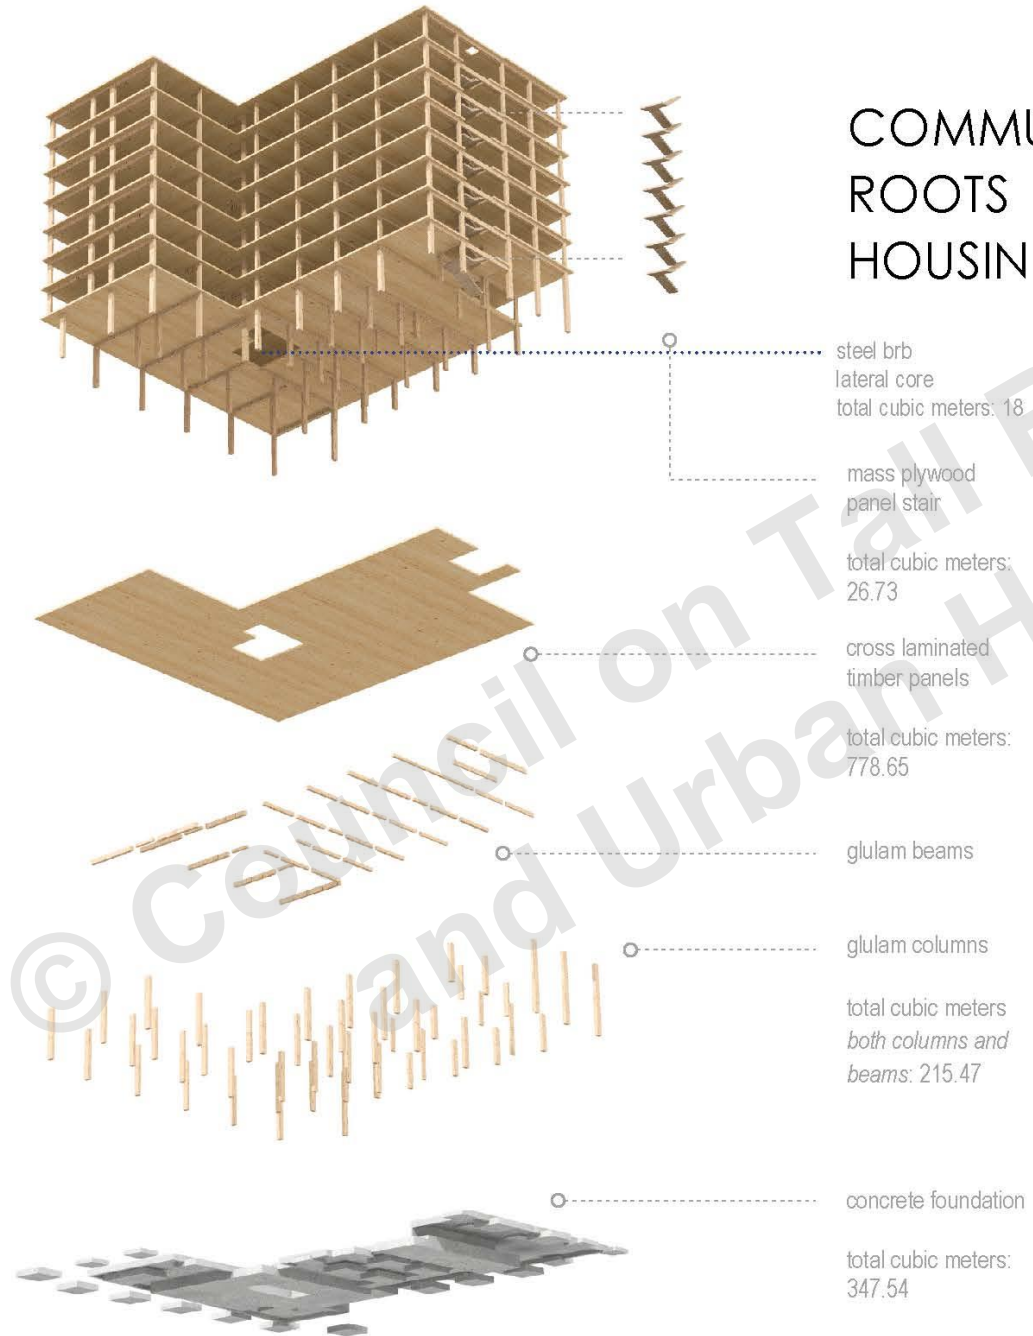 COMMU
ROOTS
HOUSIN
steel brb
lateral core
total cubic meters: 18
mass plywood
panel stair
total cubic meters:
26.73
cross laminated
timber panels
total cubic meters:
778.65
glulam beams
glulam columns
total cubic meters
both columns and
beams: 215.47
concrete foundation
total cubic meters:
347.54
© Council on Tall
and Urban H